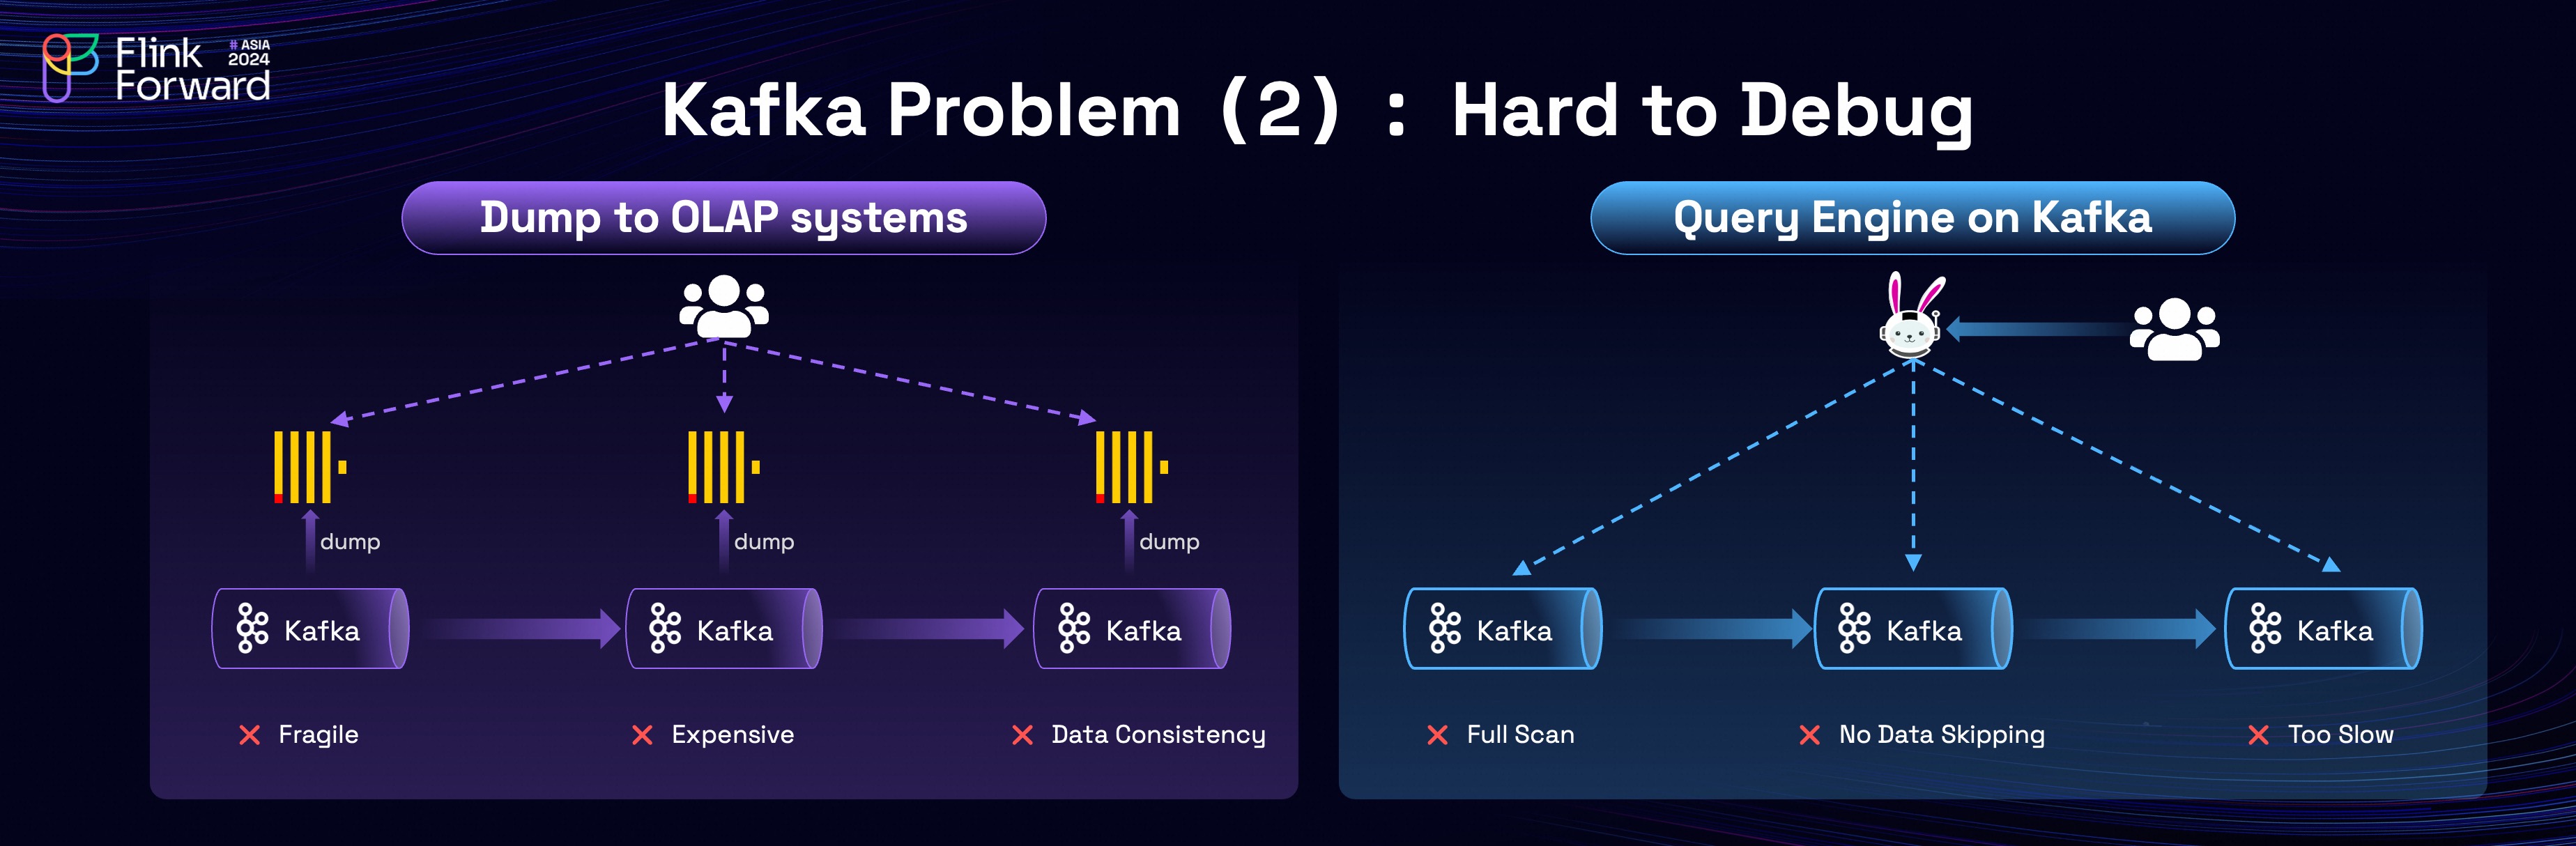 Flink
Forward
# ASIA
2024
Kafka Problem (2) : Hard to Debug
Dump to OLAP systems
dump
dump
dump
Kafka
Kafka
Kafka
Fragile
Expensive
Data Consistency
Query Engine on Kafka
Kafka
Kafka
Kafka
Full Scan
No Data Skipping
Too Slow